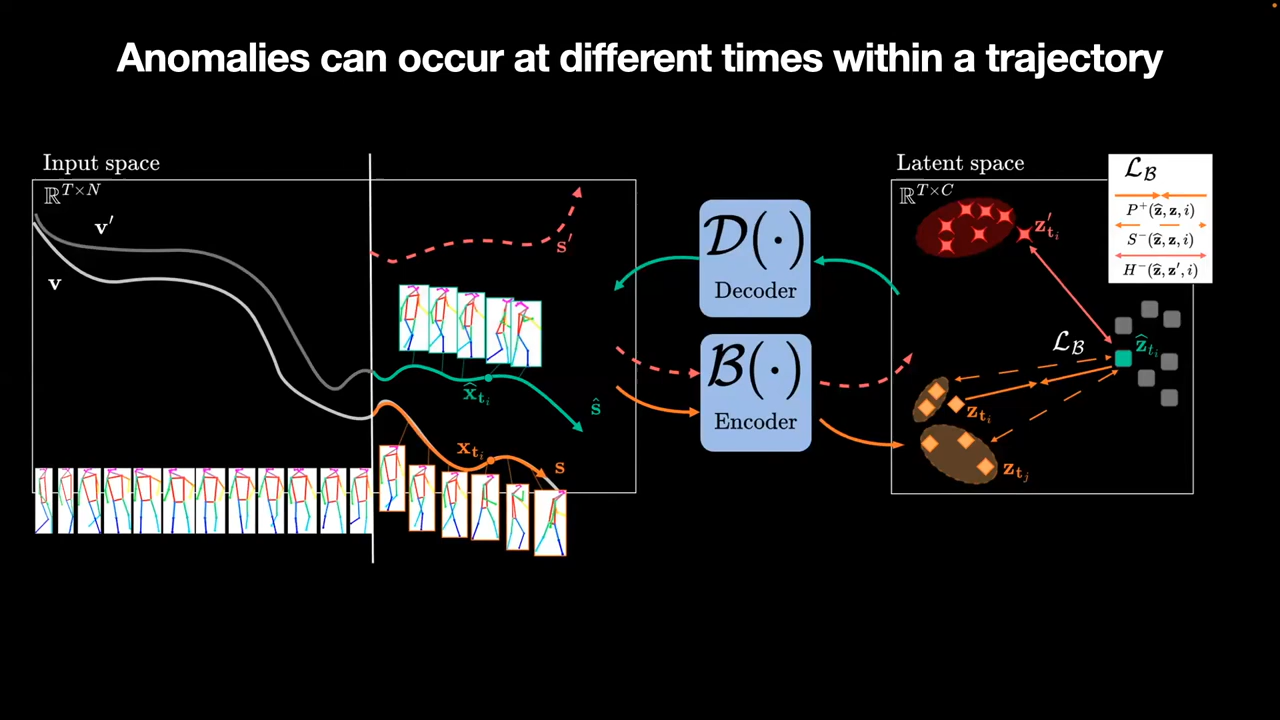 Anomalies can occur at different times within a trajectory
Input space
ℝ^{T×N}
v′
v
s′
x̂_{t_i}
ŝ
x_{t_i}
s
D(·)
Decoder
B(·)
Encoder
Latent space
ℝ^{T×C}
z′_{t_i}
ẑ_{t_i}
ℒ_B
z_{t_i}
z_{t_j}
ℒ_B
P⁺(ẑ, z, i)
S⁻(ẑ, z, i)
H⁻(ẑ, z′, i)